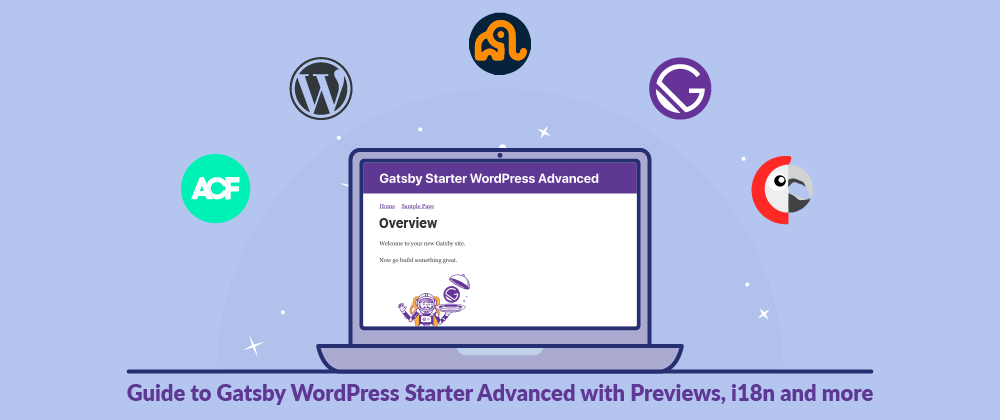 ACF
Gatsby Starter WordPress Advanced
Home Sample Page
Overview
Welcome to your new Gatsby site.
Now go build something great.
Guide to Gatsby WordPress Starter Advanced with Previews, i18n and more